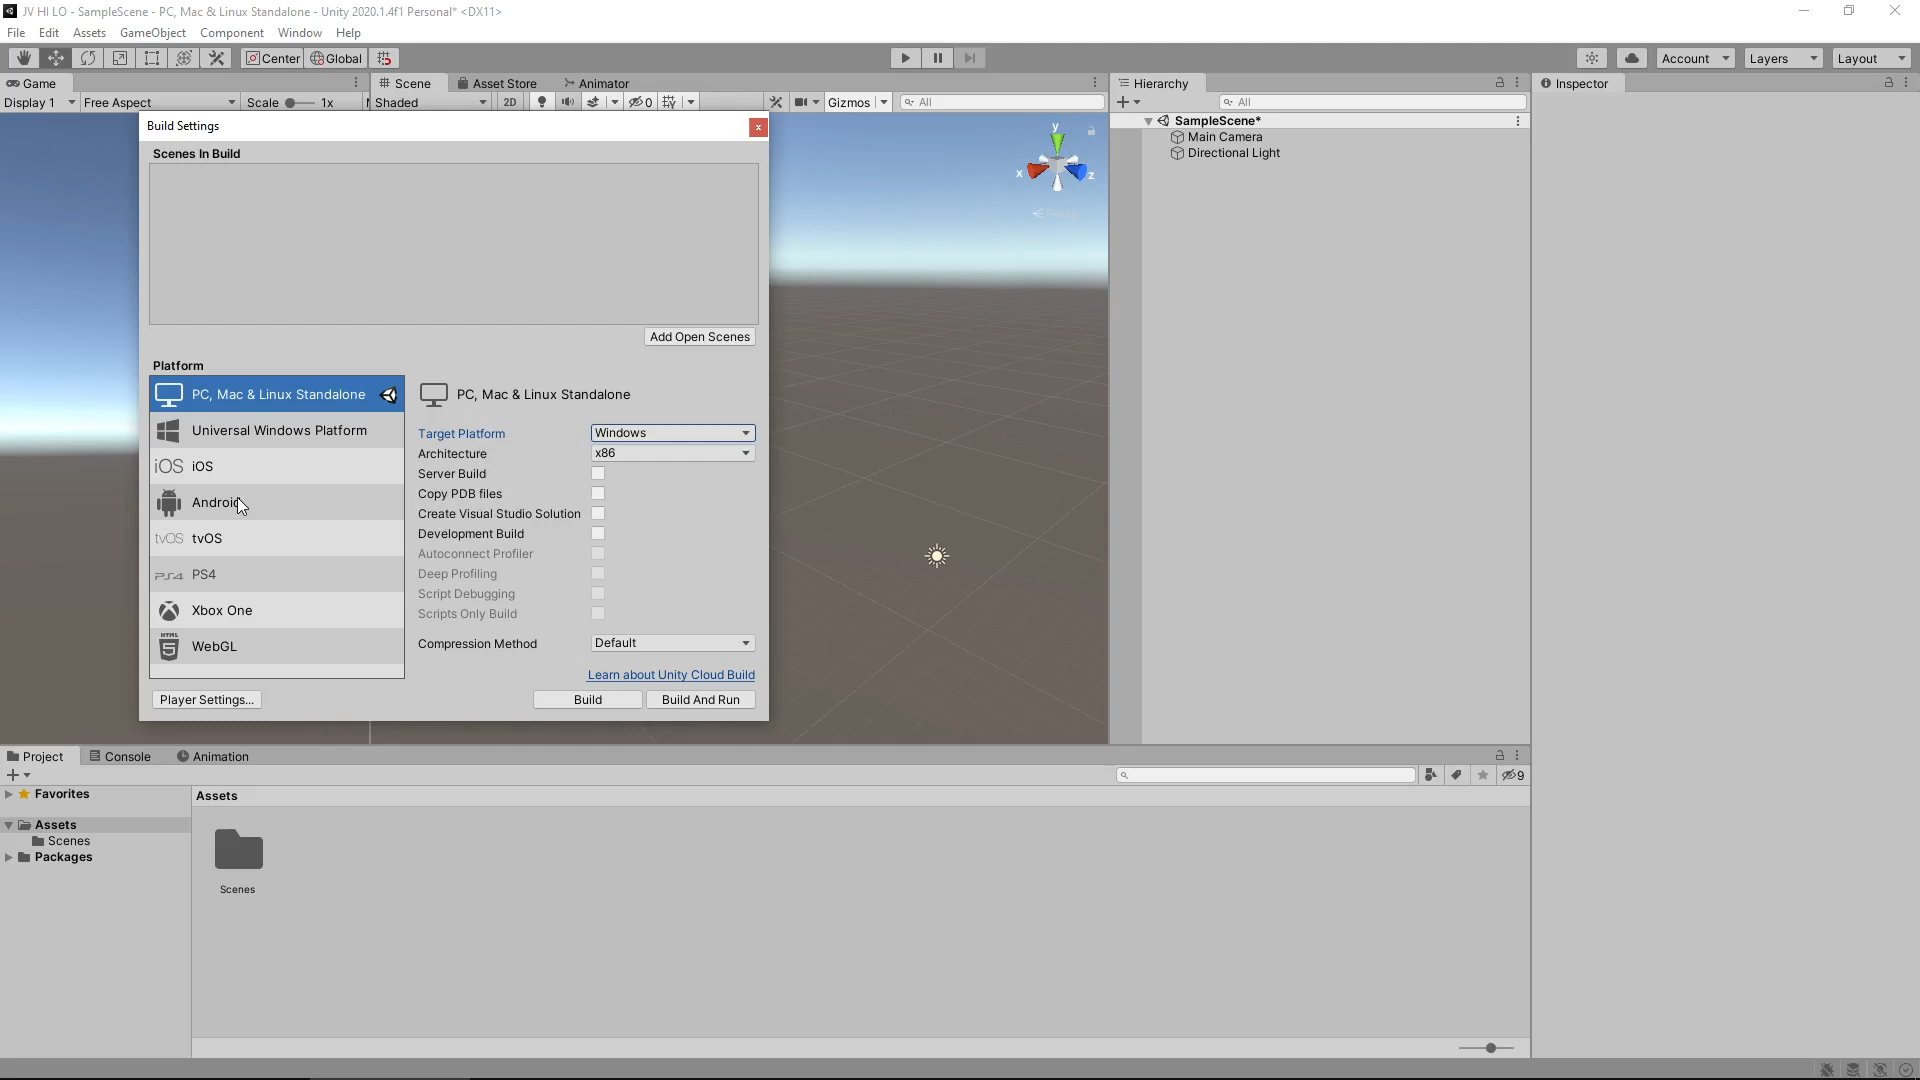 JV HI LO - SampleScene - PC, Mac & Linux Standalone - Unity 2020.1.4f1 Personal* <DX11>
File Edit Assets GameObject Component Window Help
Center Global Account Layers Layout
Game Scene Asset Store Animator Hierarchy Inspector
Display 1 Free Aspect Scale 1x Shaded 2D 0 Gizmos All All
Build Settings
Scenes In Build
Add Open Scenes
Platform
PC, Mac & Linux Standalone
Universal Windows Platform
iOS iOS
Android
tvOS tvOS
PS4 PS4
Xbox One
HTML 5 WebGL
Player Settings...
PC, Mac & Linux Standalone
Target Platform Windows
Architecture x86
Server Build
Copy PDB files
Create Visual Studio Solution
Development Build
Autoconnect Profiler
Deep Profiling
Script Debugging
Scripts Only Build
Compression Method Default
Learn about Unity Cloud Build
Build Build And Run
y
x z
Persp
SampleScene*
Main Camera
Directional Light
Project Console Animation
9
Favorites
Assets
Scenes
Packages
Assets
Scenes